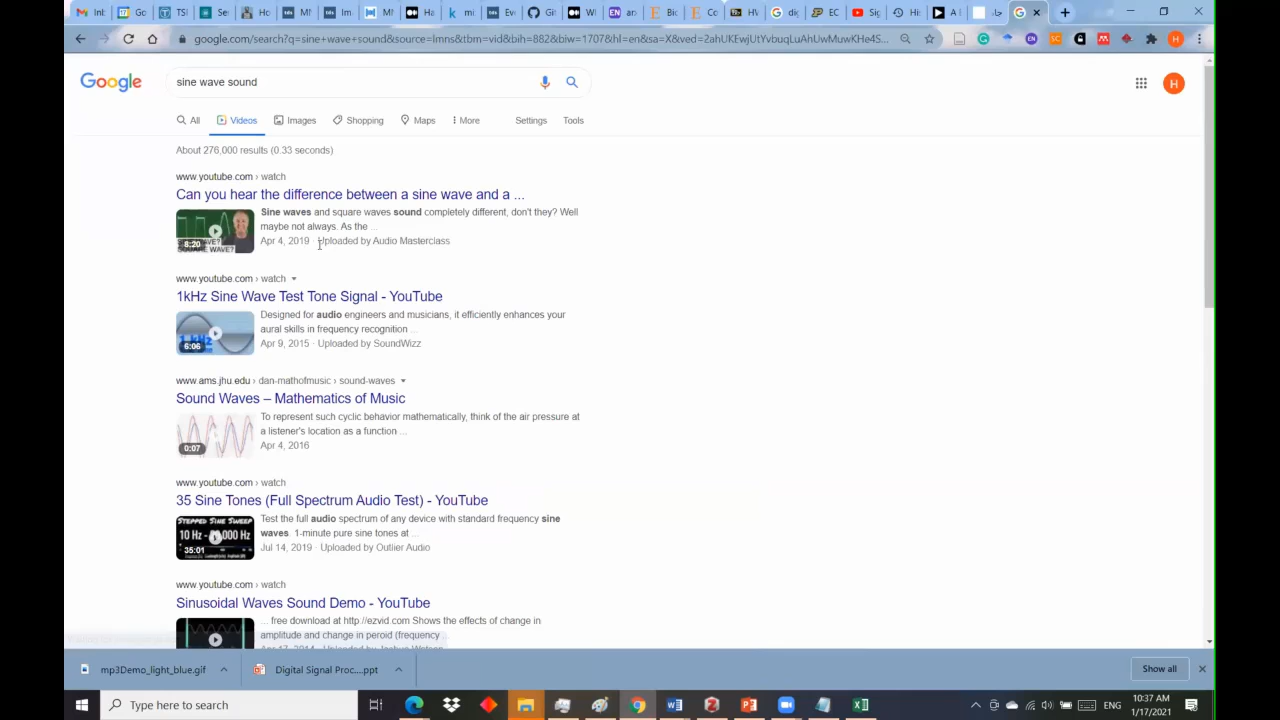 google.com/search?q=sine+wave+sound&source=lmns&tbm=vid&bih=882&biw=1707&hl=en&sa=X&ved=2ahUKEwjUtYvbuqLuAhUwMuwKHe4S...
Google
sine wave sound
H
All
Videos
Images
Shopping
Maps
More
Settings
Tools
About 276,000 results (0.33 seconds)
www.youtube.com › watch
Can you hear the difference between a sine wave and a ...
Sine waves and square waves sound completely different, don't they? Well
maybe not always. As the ...
Apr 4, 2019 · Uploaded by Audio Masterclass
8:20
SQUARE WAVE?
www.youtube.com › watch
1kHz Sine Wave Test Tone Signal - YouTube
Designed for audio engineers and musicians, it efficiently enhances your
aural skills in frequency recognition ...
Apr 9, 2015 · Uploaded by SoundWizz
6:06
www.ams.jhu.edu › dan-mathofmusic › sound-waves
Sound Waves – Mathematics of Music
To represent such cyclic behavior mathematically, think of the air pressure at
a listener's location as a function ...
Apr 4, 2016
0:07
www.youtube.com › watch
35 Sine Tones (Full Spectrum Audio Test) - YouTube
STEPPED SINE SWEEP
Test the full audio spectrum of any device with standard frequency sine
waves. 1-minute pure sine tones at ...
Jul 14, 2019 · Uploaded by Outlier Audio
35:01
www.youtube.com › watch
Sinusoidal Waves Sound Demo - YouTube
... free download at http://ezvid.com Shows the effects of change in
amplitude and change in peroid (frequency ..
mp3Demo_light_blue.gif
Digital Signal Proc....ppt
Show all
Type here to search
ENG
10:37 AM
1/17/2021